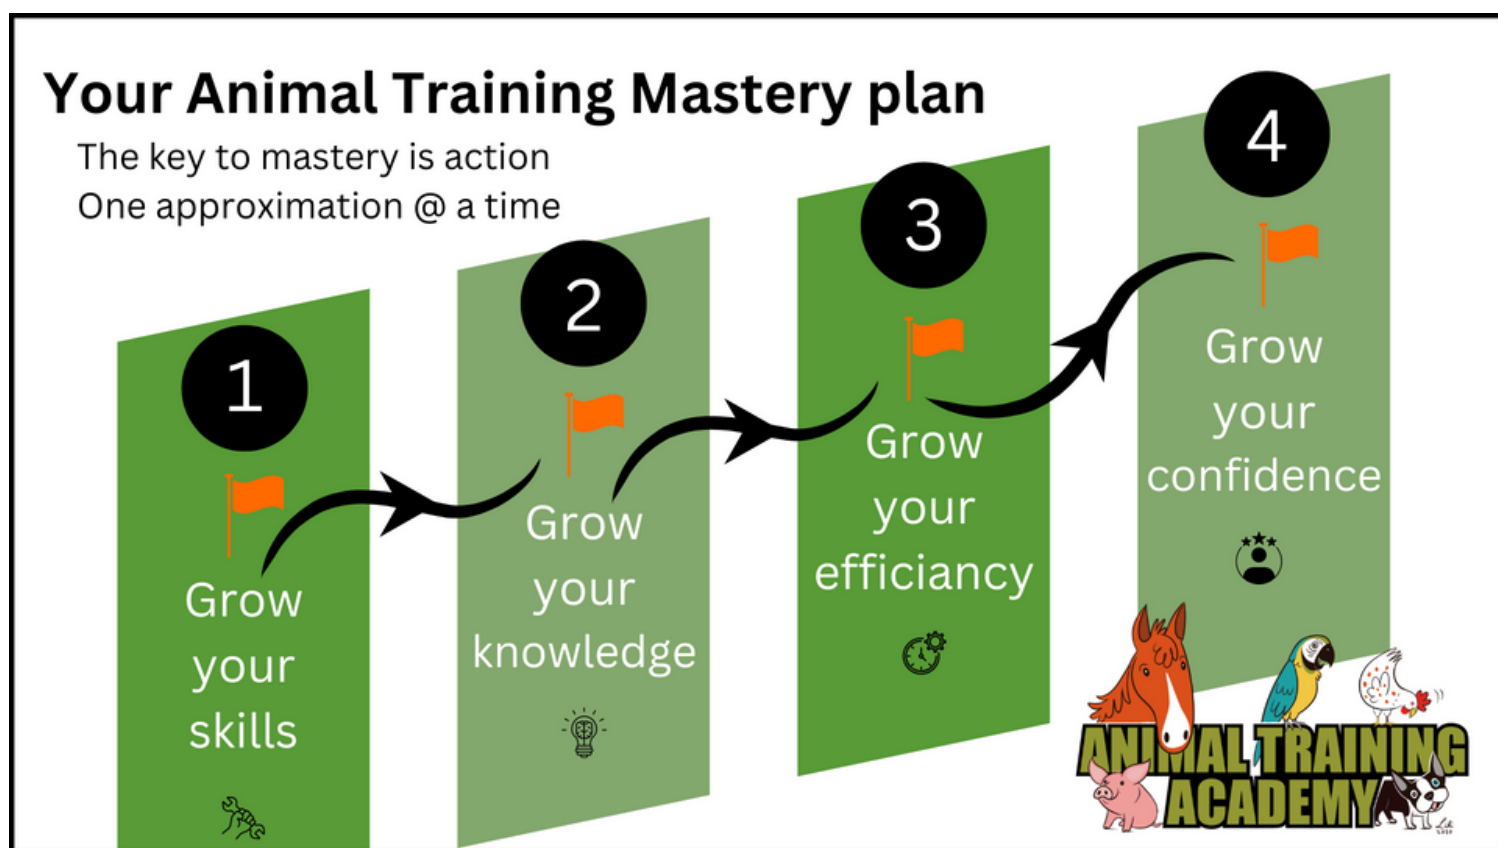 Your Animal Training Mastery plan
The key to mastery is action
One approximation @ a time
1
Grow
your
skills
2
Grow
your
knowledge
3
Grow
your
efficiancy
4
Grow
your
confidence
ANIMAL TRAINING
ACADEMY